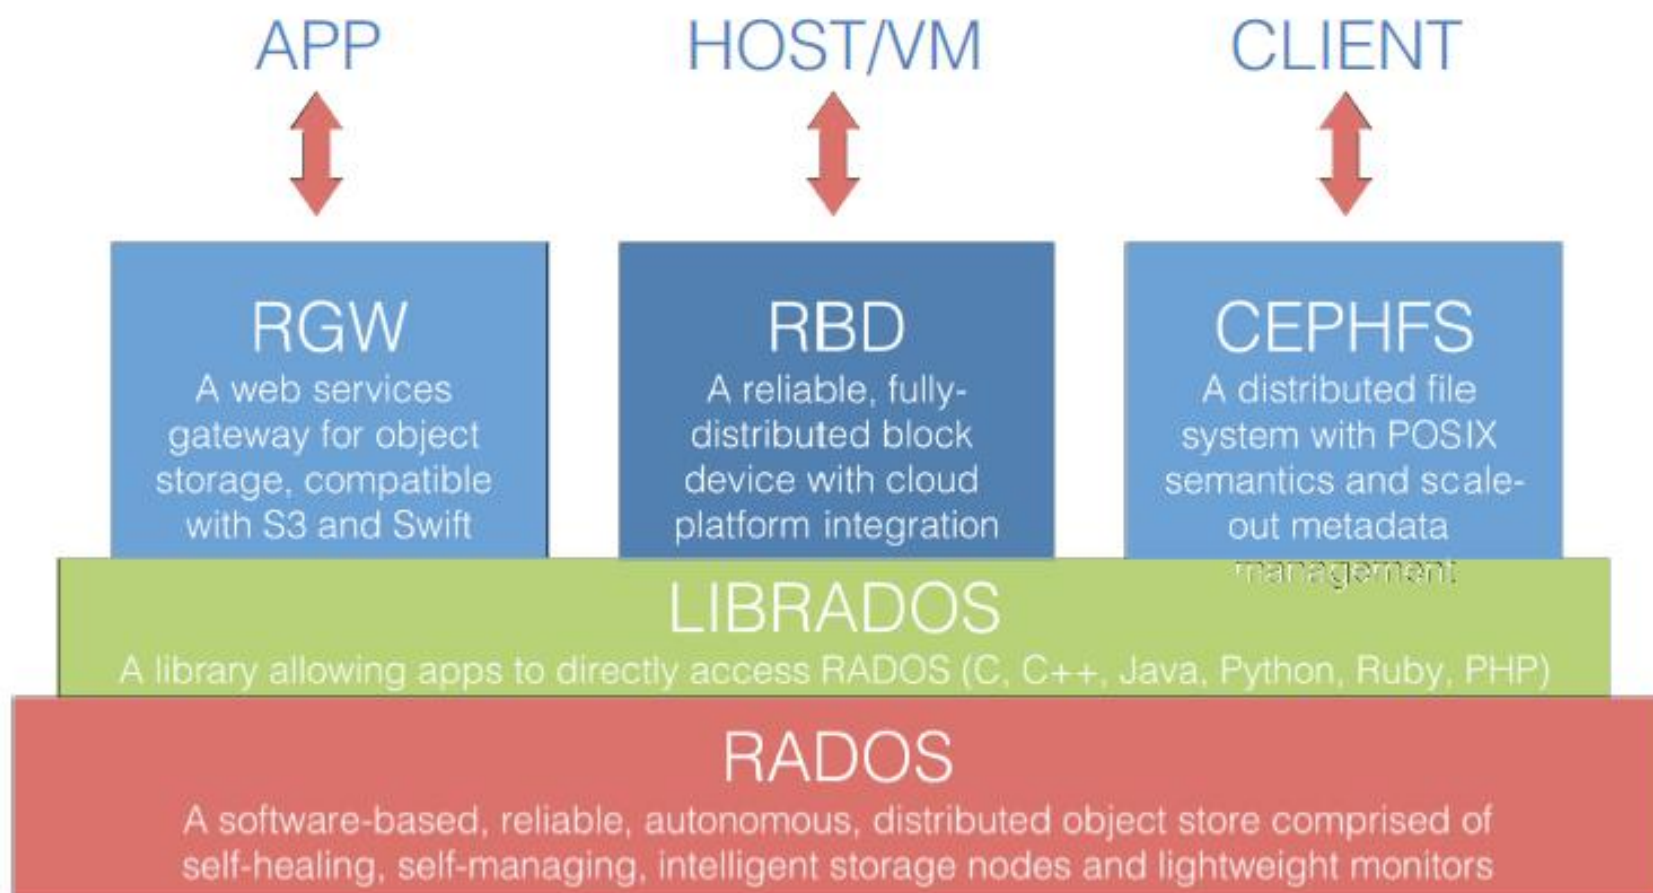 APP
HOST/VM
CLIENT
RGW
A web services
gateway for object
storage, compatible
with S3 and Swift
RBD
A reliable, fully-
distributed block
device with cloud
platform integration
CEPHFS
A distributed file
system with POSIX
semantics and scale-
out metadata
management
LIBRADOS
A library allowing apps to directly access RADOS (C, C++, Java, Python, Ruby, PHP)
RADOS
A software-based, reliable, autonomous, distributed object store comprised of
self-healing, self-managing, intelligent storage nodes and lightweight monitors